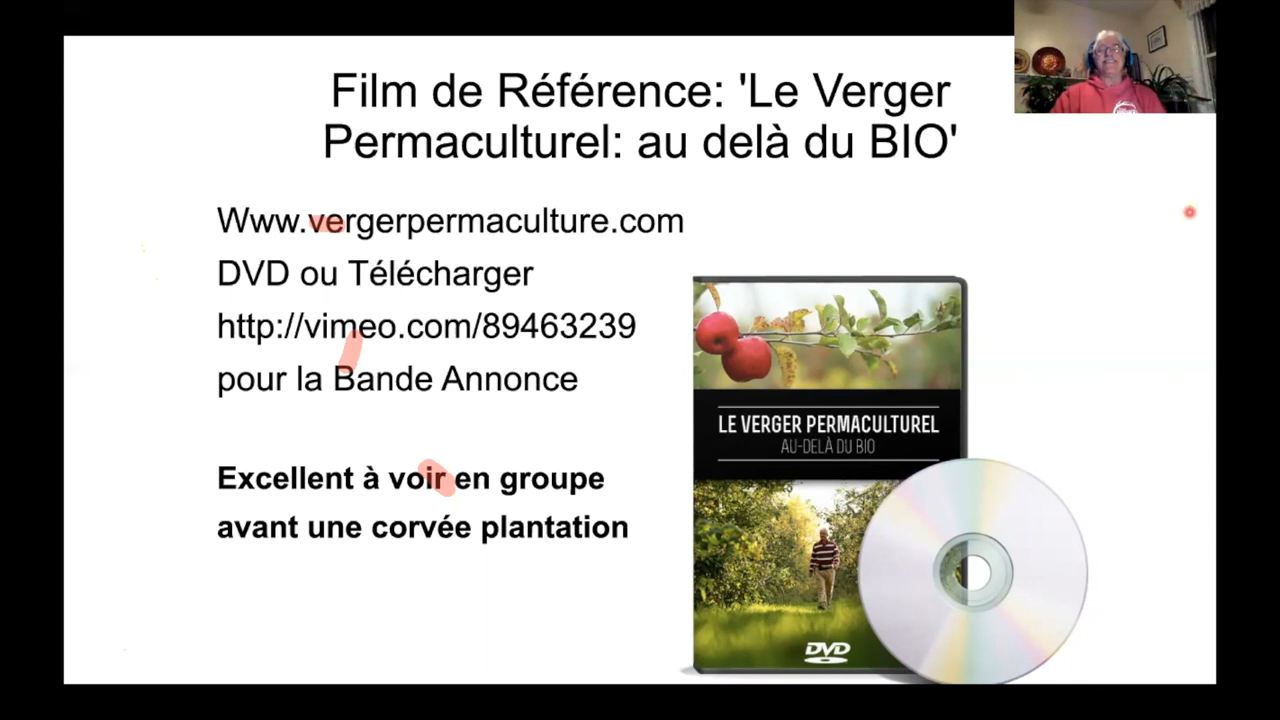 Film de Référence: 'Le Verger
Permaculturel: au delà du BIO'
Www.vergerpermaculture.com
DVD ou Télécharger
http://vimeo.com/89463239
pour la Bande Annonce
Excellent à voir en groupe
avant une corvée plantation
LE VERGER PERMACULTUREL
AU-DELÀ DU BIO
DVD